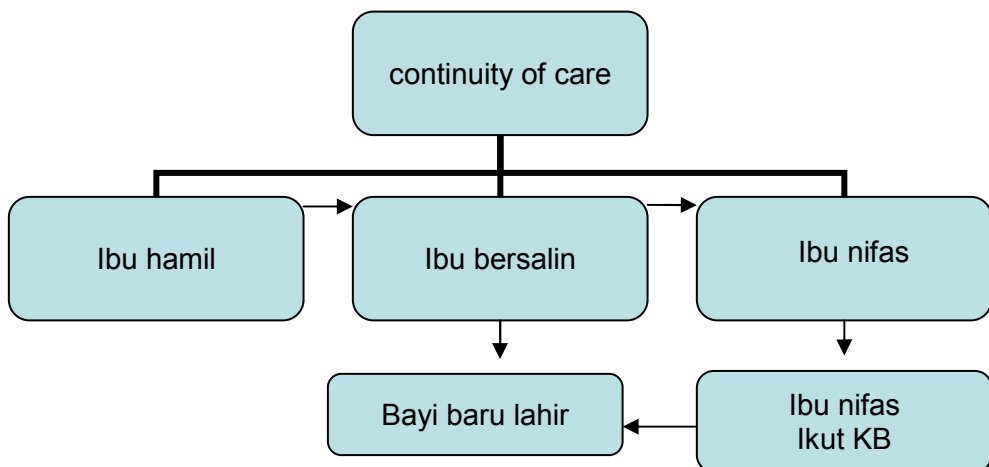 continuity of care
Ibu hamil
Ibu bersalin
Ibu nifas
Bayi baru lahir
Ibu nifas
Ikut KB